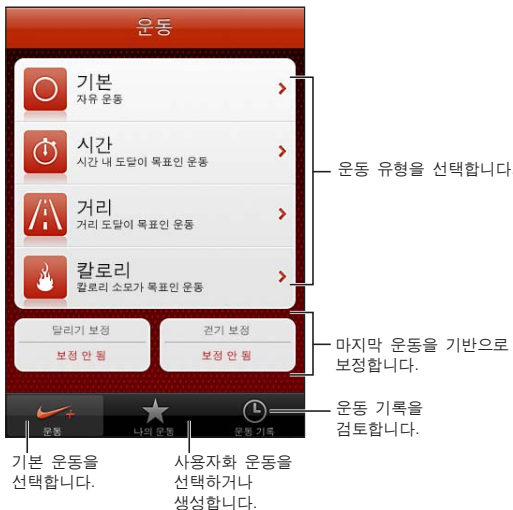 운동
기본
자유 운동
시간
시간 내 도달이 목표인 운동
거리
거리 도달이 목표인 운동
칼로리
칼로리 소모가 목표인 운동
운동 유형을 선택합니다
달리기 보정
보정 안 됨
걷기 보정
보정 안 됨
마지막 운동을 기반으로
보정합니다.
운동
나의 운동
운동 기록
운동 기록을
검토합니다.
기본 운동을
선택합니다.
사용자화 운동을
선택하거나
생성합니다.